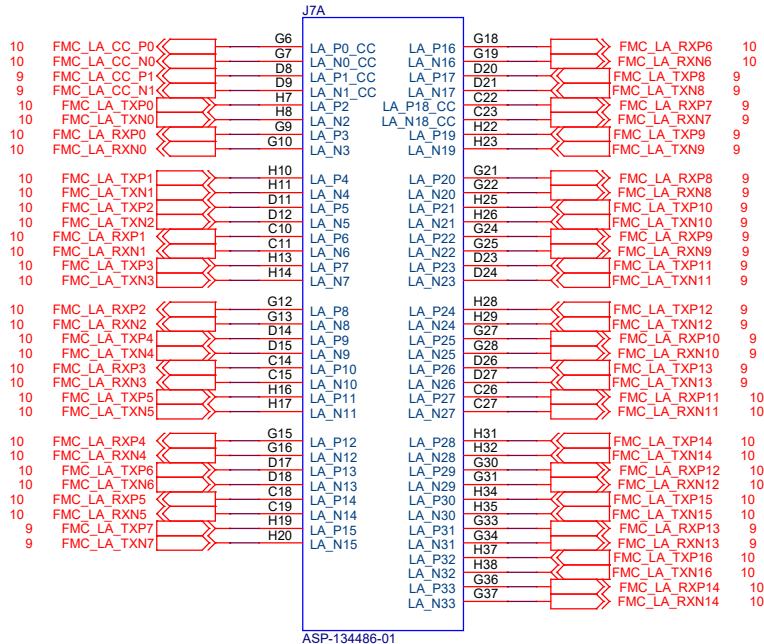 J7A
10 FMC_LA_CC_P0 G6 LA_P0_CC LA_P16 G18 FMC_LA_RXP6 10
10 FMC_LA_CC_N0 G7 LA_N0_CC LA_N16 G19 FMC_LA_RXN6 10
9 FMC_LA_CC_P1 D8 LA_P1_CC LA_P17 D20 FMC_LA_TXP8 9
9 FMC_LA_CC_N1 D9 LA_N1_CC LA_N17 D21 FMC_LA_TXN8 9
10 FMC_LA_TXP0 H7 LA_P2 LA_P18_CC C22 FMC_LA_RXP7 9
10 FMC_LA_TXN0 H8 LA_N2 LA_N18_CC C23 FMC_LA_RXN7 9
10 FMC_LA_RXP0 G9 LA_P3 LA_P19 H22 FMC_LA_TXP9 9
10 FMC_LA_RXN0 G10 LA_N3 LA_N19 H23 FMC_LA_TXN9 9
10 FMC_LA_TXP1 H10 LA_P4 LA_P20 G21 FMC_LA_RXP8 9
10 FMC_LA_TXN1 H11 LA_N4 LA_N20 G22 FMC_LA_RXN8 9
10 FMC_LA_TXP2 D11 LA_P5 LA_P21 H25 FMC_LA_TXP10 9
10 FMC_LA_TXN2 D12 LA_N5 LA_N21 H26 FMC_LA_TXN10 9
10 FMC_LA_RXP1 C10 LA_P6 LA_P22 G24 FMC_LA_RXP9 9
10 FMC_LA_RXN1 C11 LA_N6 LA_N22 G25 FMC_LA_RXN9 9
10 FMC_LA_TXP3 H13 LA_P7 LA_P23 D23 FMC_LA_TXP11 9
10 FMC_LA_TXN3 H14 LA_N7 LA_N23 D24 FMC_LA_TXN11 9
10 FMC_LA_RXP2 G12 LA_P8 LA_P24 H28 FMC_LA_TXP12 9
10 FMC_LA_RXN2 G13 LA_N8 LA_N24 H29 FMC_LA_TXN12 9
10 FMC_LA_TXP4 D14 LA_P9 LA_P25 G27 FMC_LA_RXP10 9
10 FMC_LA_TXN4 D15 LA_N9 LA_N25 G28 FMC_LA_RXN10 9
10 FMC_LA_RXP3 C14 LA_P10 LA_P26 D26 FMC_LA_TXP13 9
10 FMC_LA_RXN3 C15 LA_N10 LA_N26 D27 FMC_LA_TXN13 9
10 FMC_LA_TXP5 H16 LA_P11 LA_P27 C26 FMC_LA_RXP11 10
10 FMC_LA_TXN5 H17 LA_N11 LA_N27 C27 FMC_LA_RXN11 10
10 FMC_LA_RXP4 G15 LA_P12 LA_P28 H31 FMC_LA_TXP14 10
10 FMC_LA_RXN4 G16 LA_N12 LA_N28 H32 FMC_LA_TXN14 10
10 FMC_LA_TXP6 D17 LA_P13 LA_P29 G30 FMC_LA_RXP12 10
10 FMC_LA_TXN6 D18 LA_N13 LA_N29 G31 FMC_LA_RXN12 10
10 FMC_LA_RXP5 C18 LA_P14 LA_P30 H34 FMC_LA_TXP15 10
10 FMC_LA_RXN5 C19 LA_N14 LA_N30 H35 FMC_LA_TXN15 10
9 FMC_LA_TXP7 H19 LA_P15 LA_P31 G33 FMC_LA_RXP13 9
9 FMC_LA_TXN7 H20 LA_N15 LA_N31 G34 FMC_LA_RXN13 9
LA_P32 H37 FMC_LA_TXP16 10
LA_N32 H38 FMC_LA_TXN16 10
LA_P33 G36 FMC_LA_RXP14 10
LA_N33 G37 FMC_LA_RXN14 10
ASP-134486-01